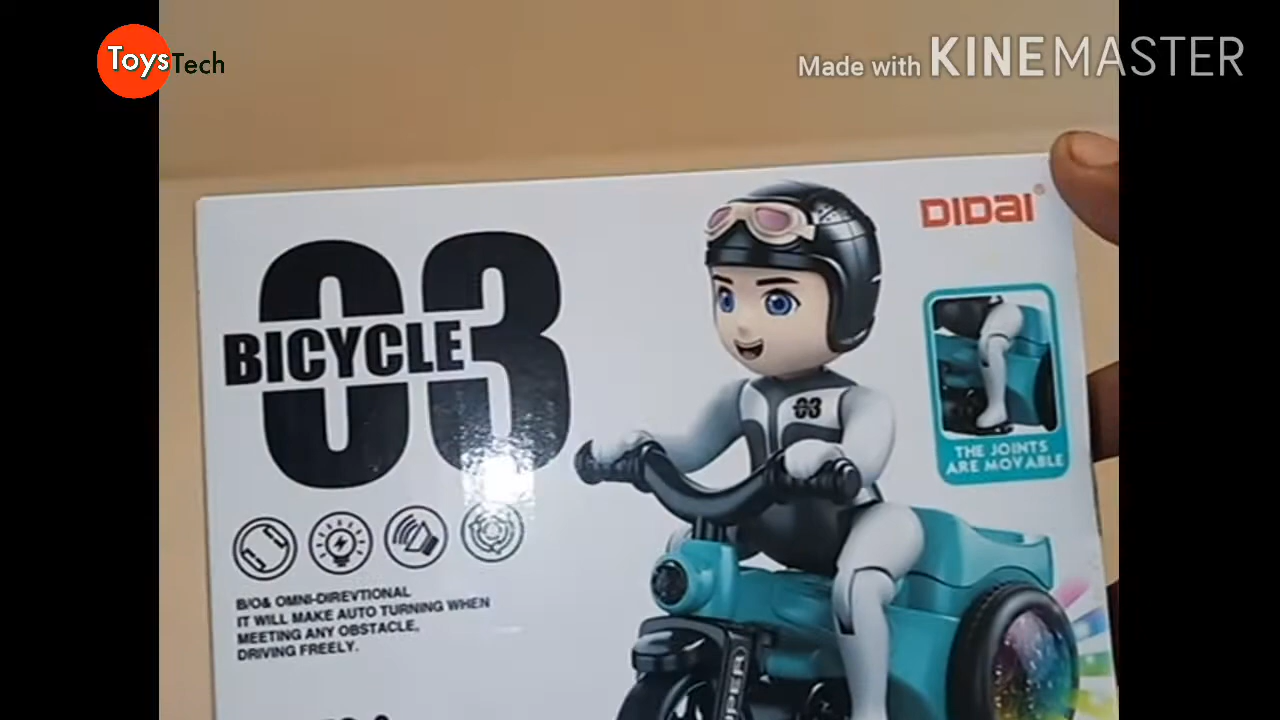 ToysTech
Made with KINEMASTER
DIDAI®
03
BICYCLE
03
THE JOINTS
ARE MOVABLE
B/O& OMNI-DIREVTIONAL
IT WILL MAKE AUTO TURNING WHEN
MEETING ANY OBSTACLE,
DRIVING FREELY.